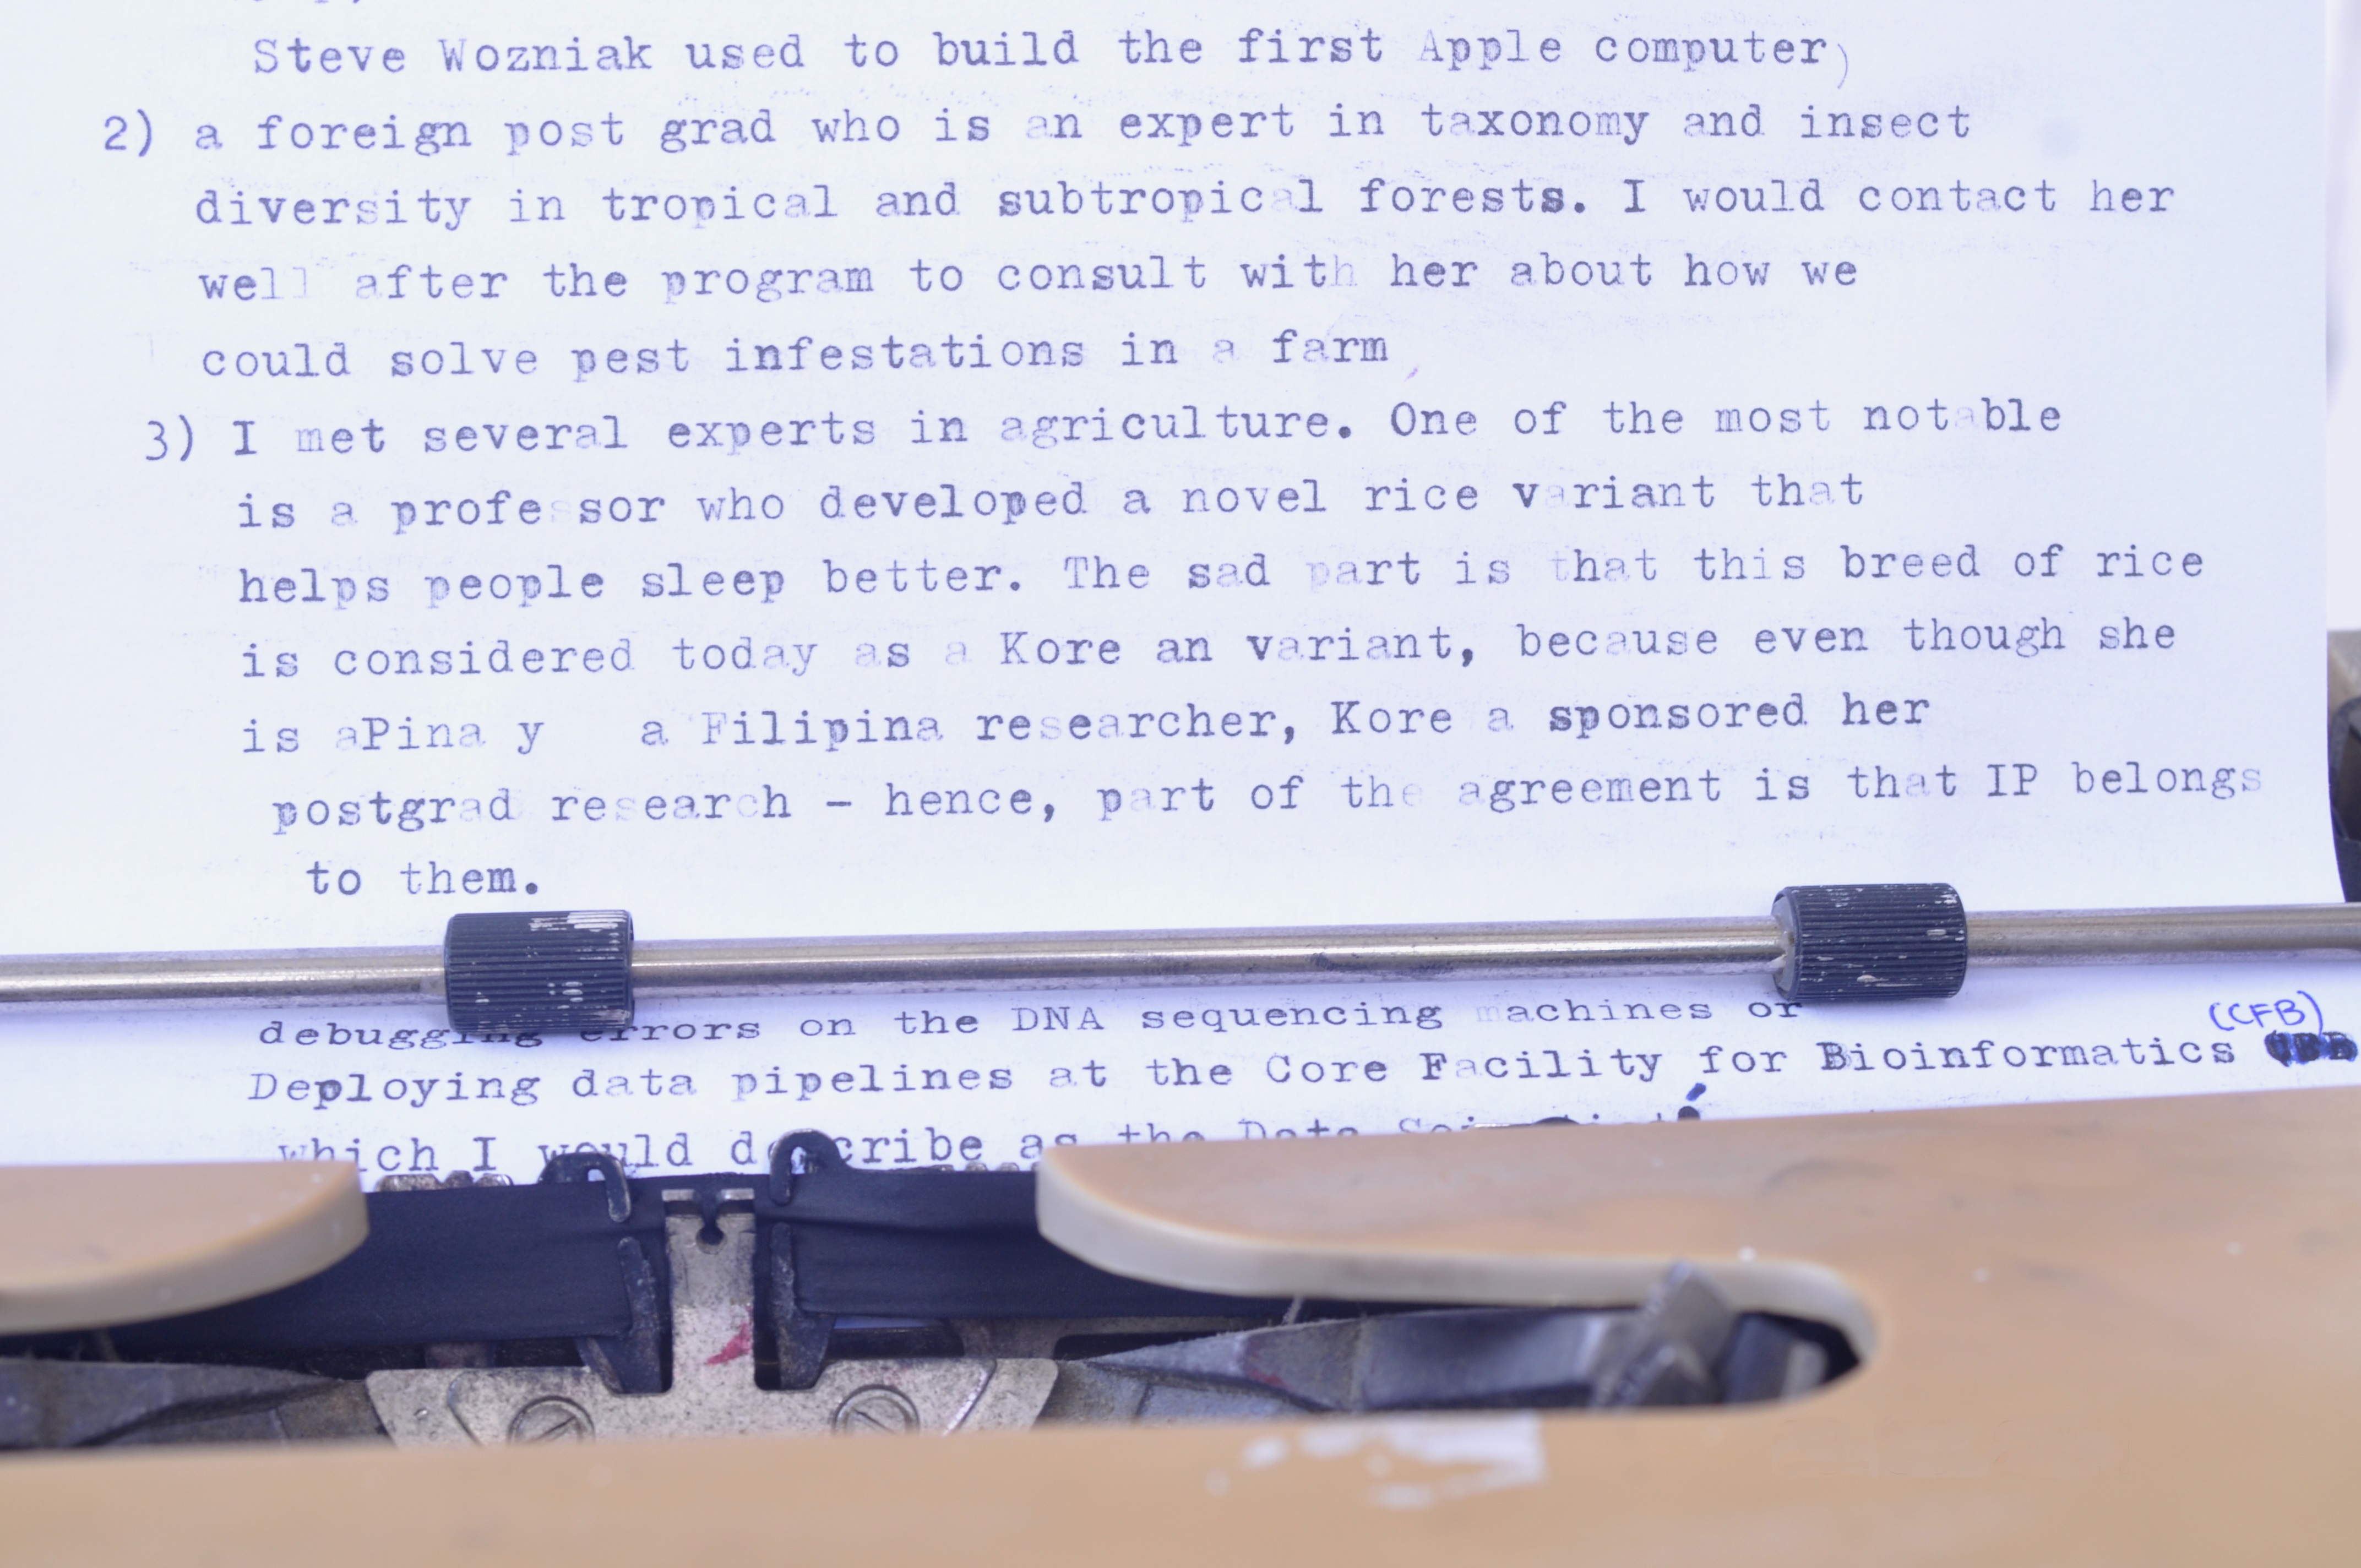 Steve Wozniak used to build the first Apple computer)
2) a foreign post grad who is an expert in taxonomy and insect
diversity in tropical and subtropical forests. I would contact her
well after the program to consult with her about how we
could solve pest infestations in a farm,
3) I met several experts in agriculture. One of the most notable
is a professor who developed a novel rice variant that
helps people sleep better. The sad part is that this breed of rice
is considered today as a Kore an variant, because even though she
is aPina y a Filipina researcher, Kore a sponsored her
postgrad research - hence, part of the agreement is that IP belongs
to them.
debugging errors on the DNA sequencing machines or
(CFB)
Deploying data pipelines at the Core Facility for Bioinformatics
which I would describe as the Data